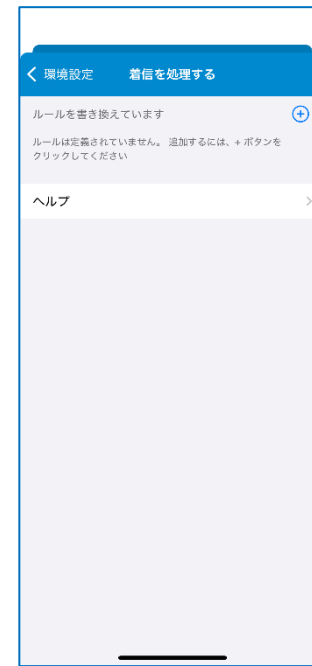 環境設定 着信を処理する
ルールを書き換えています
ルールは定義されていません。 追加するには、+ ボタンを
クリックしてください
ヘルプ